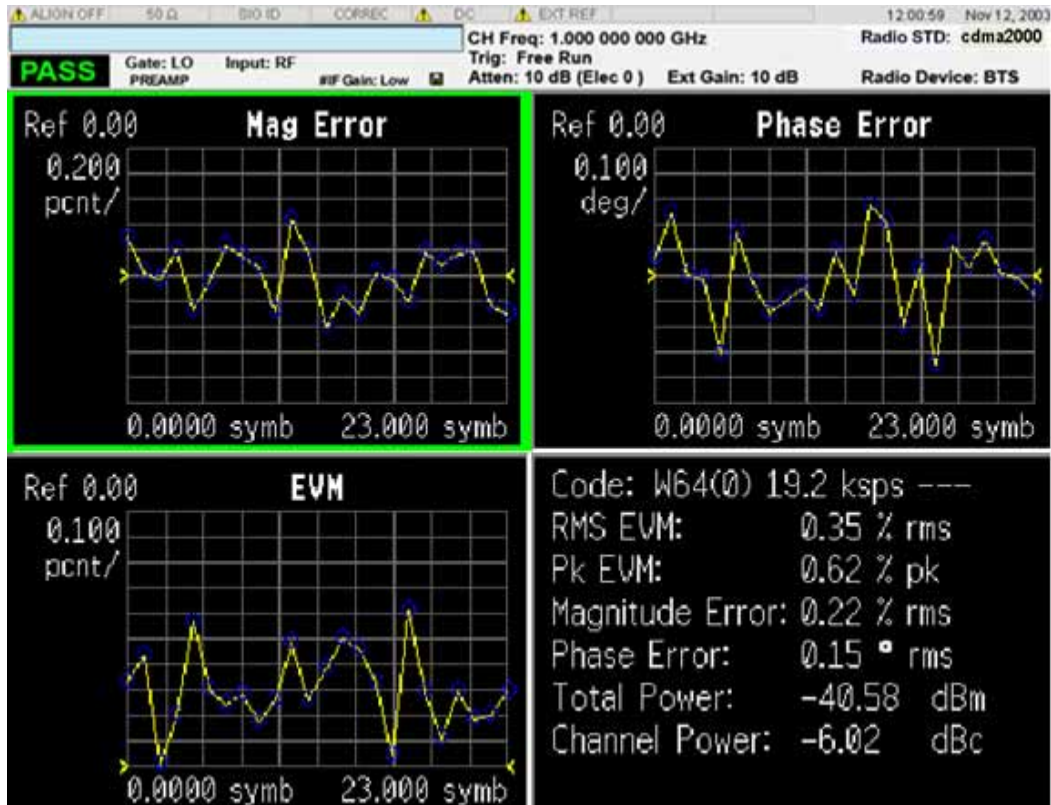 ALIGN OFF 50 Ω BIO ID CORREC DC EXT REF 12:00:59 Nov 12, 2003
CH Freq: 1.000 000 000 GHz Radio STD: cdma2000
PASS Gate: LO Input: RF Trig: Free Run
PREAMP #IF Gain: Low Atten: 10 dB (Elec 0 ) Ext Gain: 10 dB Radio Device: BTS
Ref 0.00 Mag Error
0.200
pcnt/
0.0000 symb 23.000 symb
Ref 0.00 Phase Error
0.100
deg/
0.0000 symb 23.000 symb
Ref 0.00 EVM
0.100
pcnt/
0.0000 symb 23.000 symb
Code: W64(0) 19.2 ksps ---
RMS EVM: 0.35 % rms
Pk EVM: 0.62 % pk
Magnitude Error: 0.22 % rms
Phase Error: 0.15 ° rms
Total Power: -40.58 dBm
Channel Power: -6.02 dBc